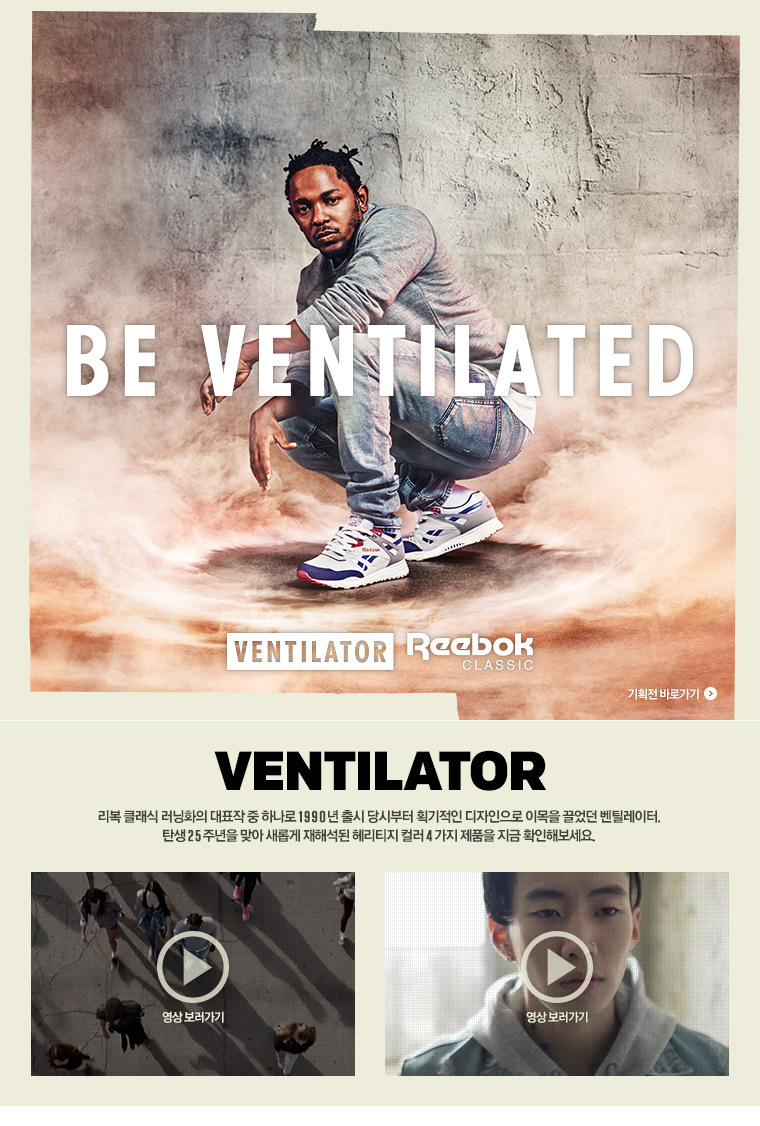 BE VENTILATED
VENTILATOR Reebok
CLASSIC
기획전 바로가기
VENTILATOR
리복 클래식 러닝화의 대표작 중 하나로 1990년 출시 당시부터 획기적인 디자인으로 이목을 끌었던 벤틸레이터.
탄생 25주년을 맞아 새롭게 재해석된 헤리티지 컬러 4가지 제품을 지금 확인해보세요.
영상 보러가기
영상 보러가기